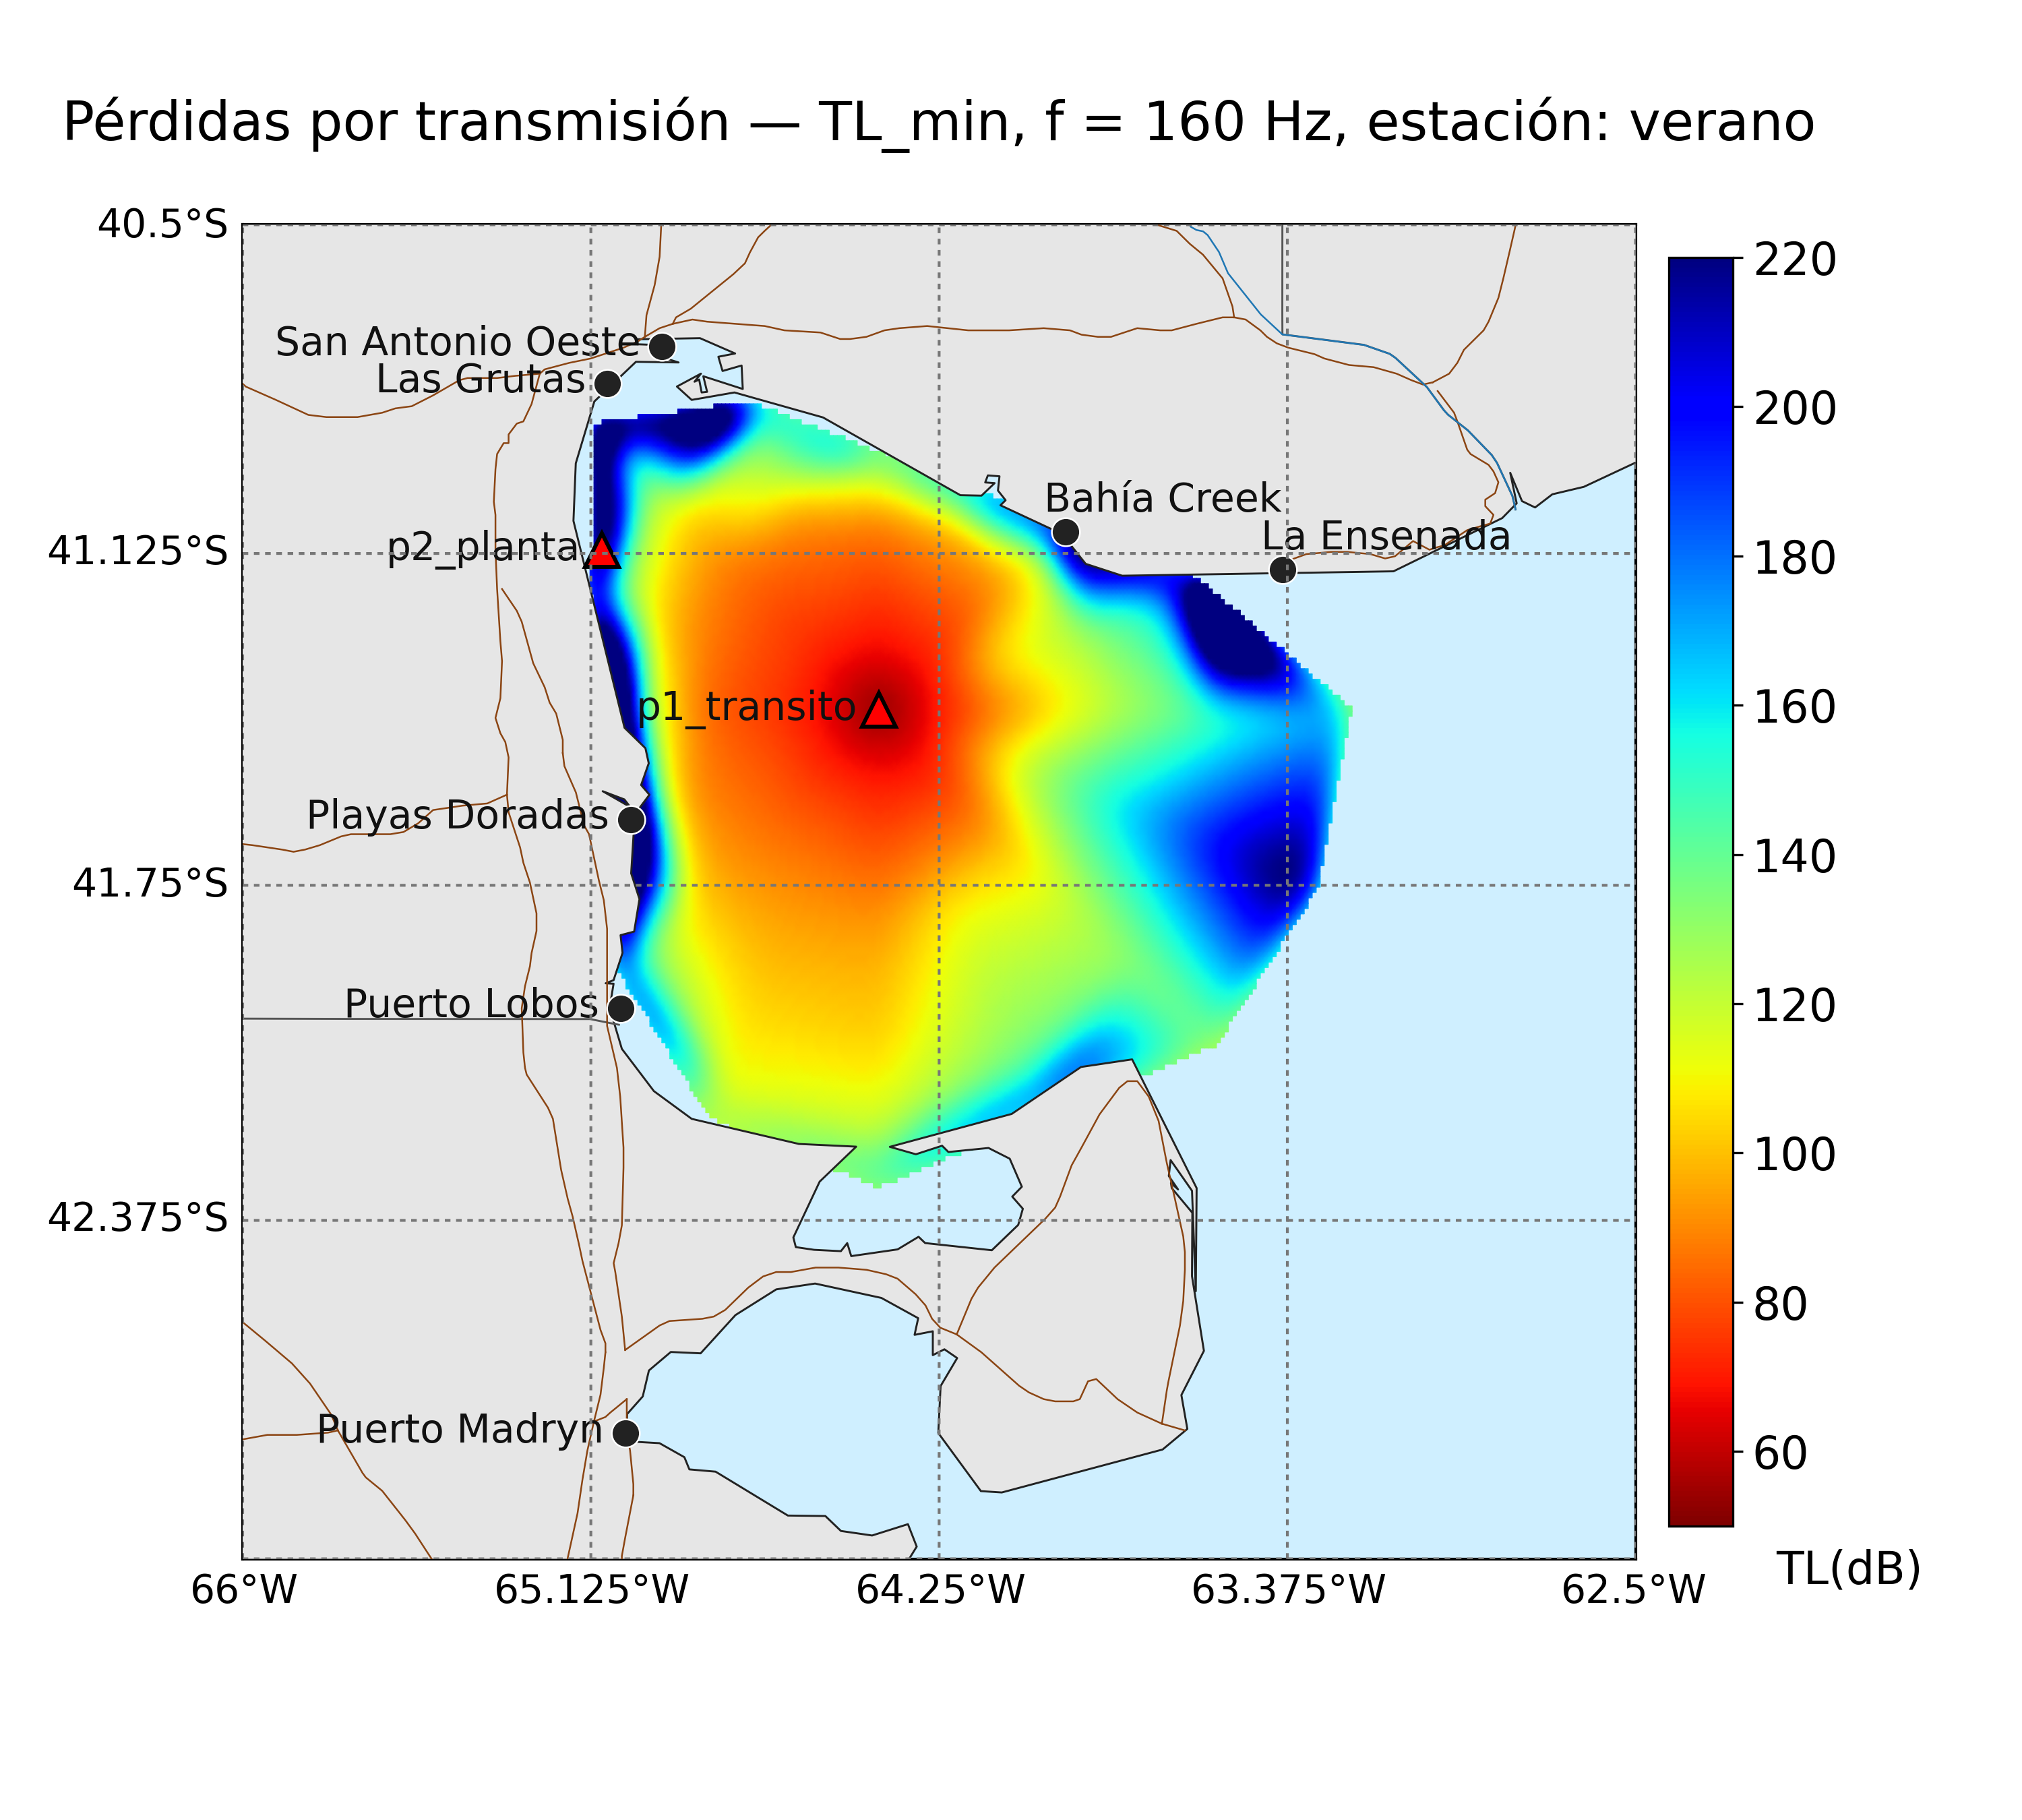 Pérdidas por transmisión — TL_min, f = 160 Hz, estación: verano
40.5°S
41.125°S
41.75°S
42.375°S
San Antonio Oeste
Las Grutas
Bahía Creek
La Ensenada
p2_planta
p1_transito
Playas Doradas
Puerto Lobos
Puerto Madryn
66°W
65.125°W
64.25°W
63.375°W
62.5°W
220
200
180
160
140
120
100
80
60
TL(dB)